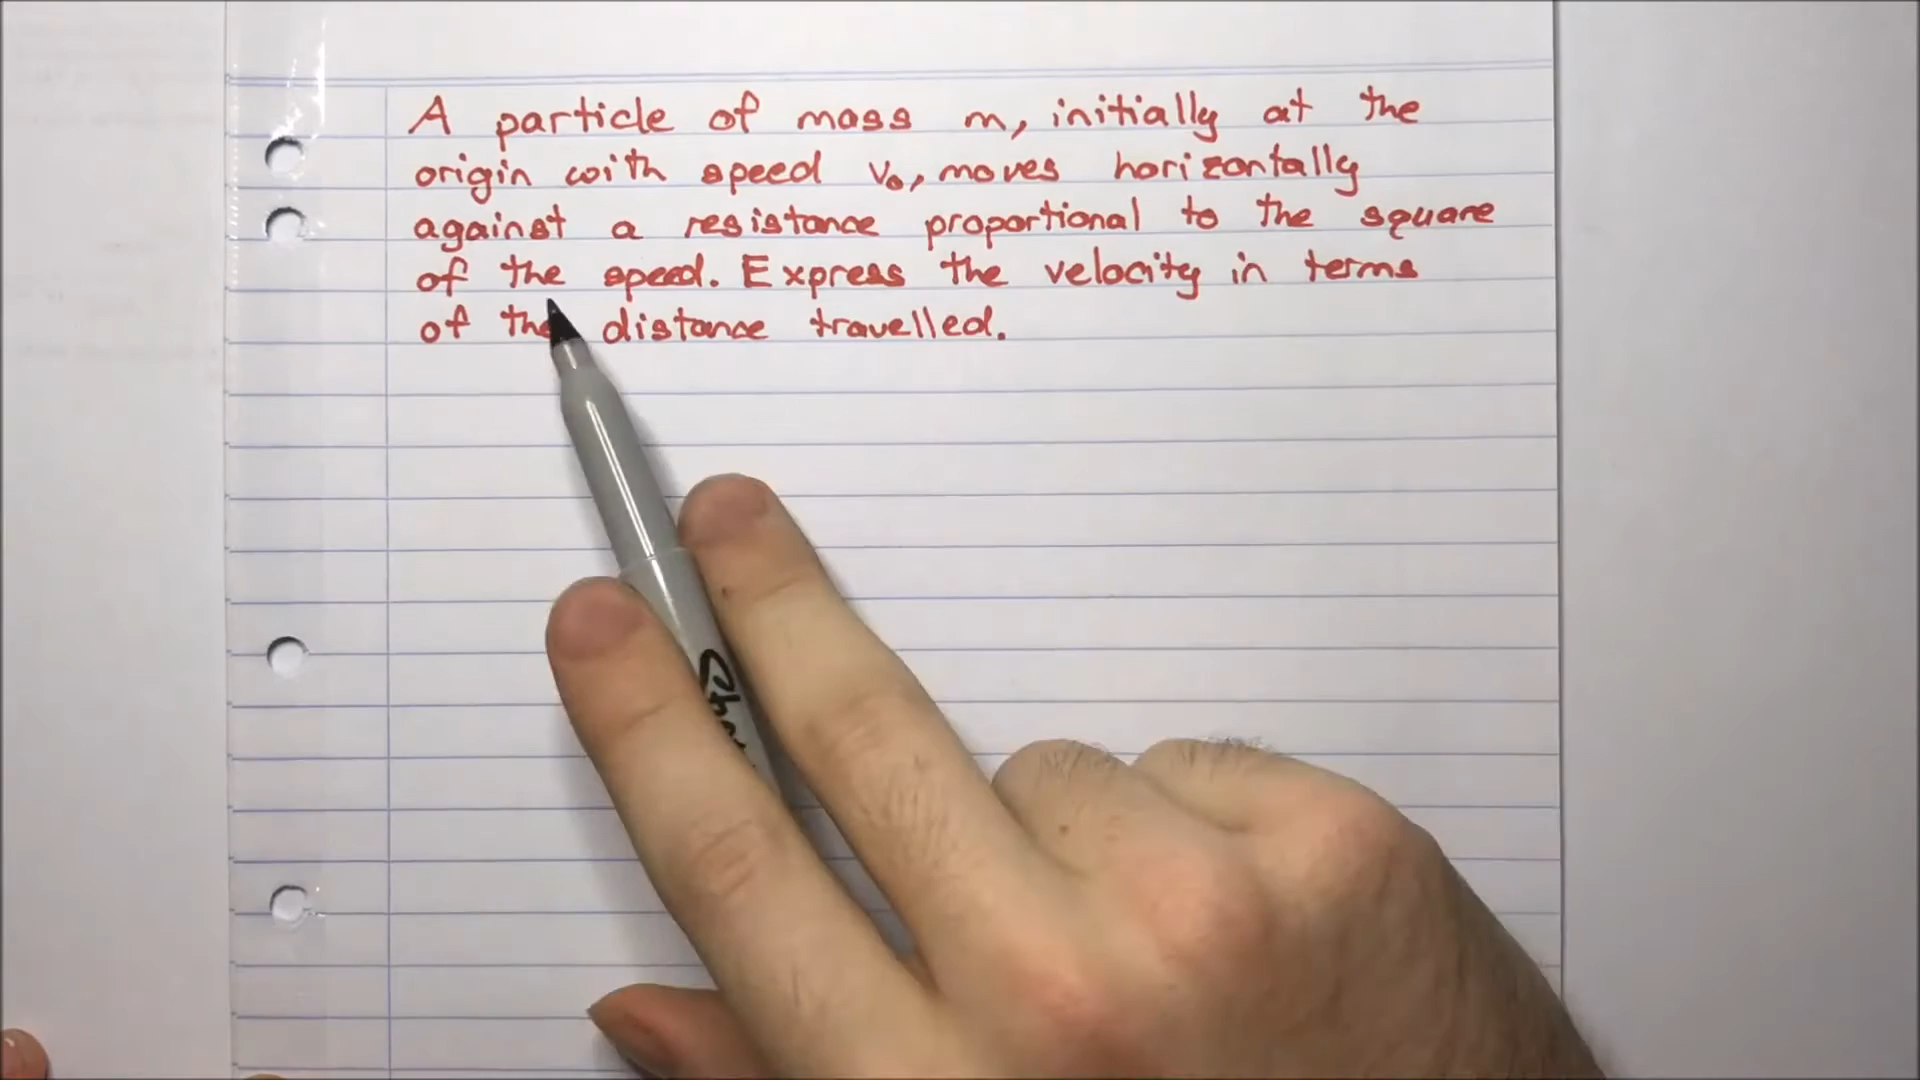 A particle of mass m, initially at the
origin with speed v₀, moves horizontally
against a resistance proportional to the square
of the speed. Express the velocity in terms
of the distance travelled.